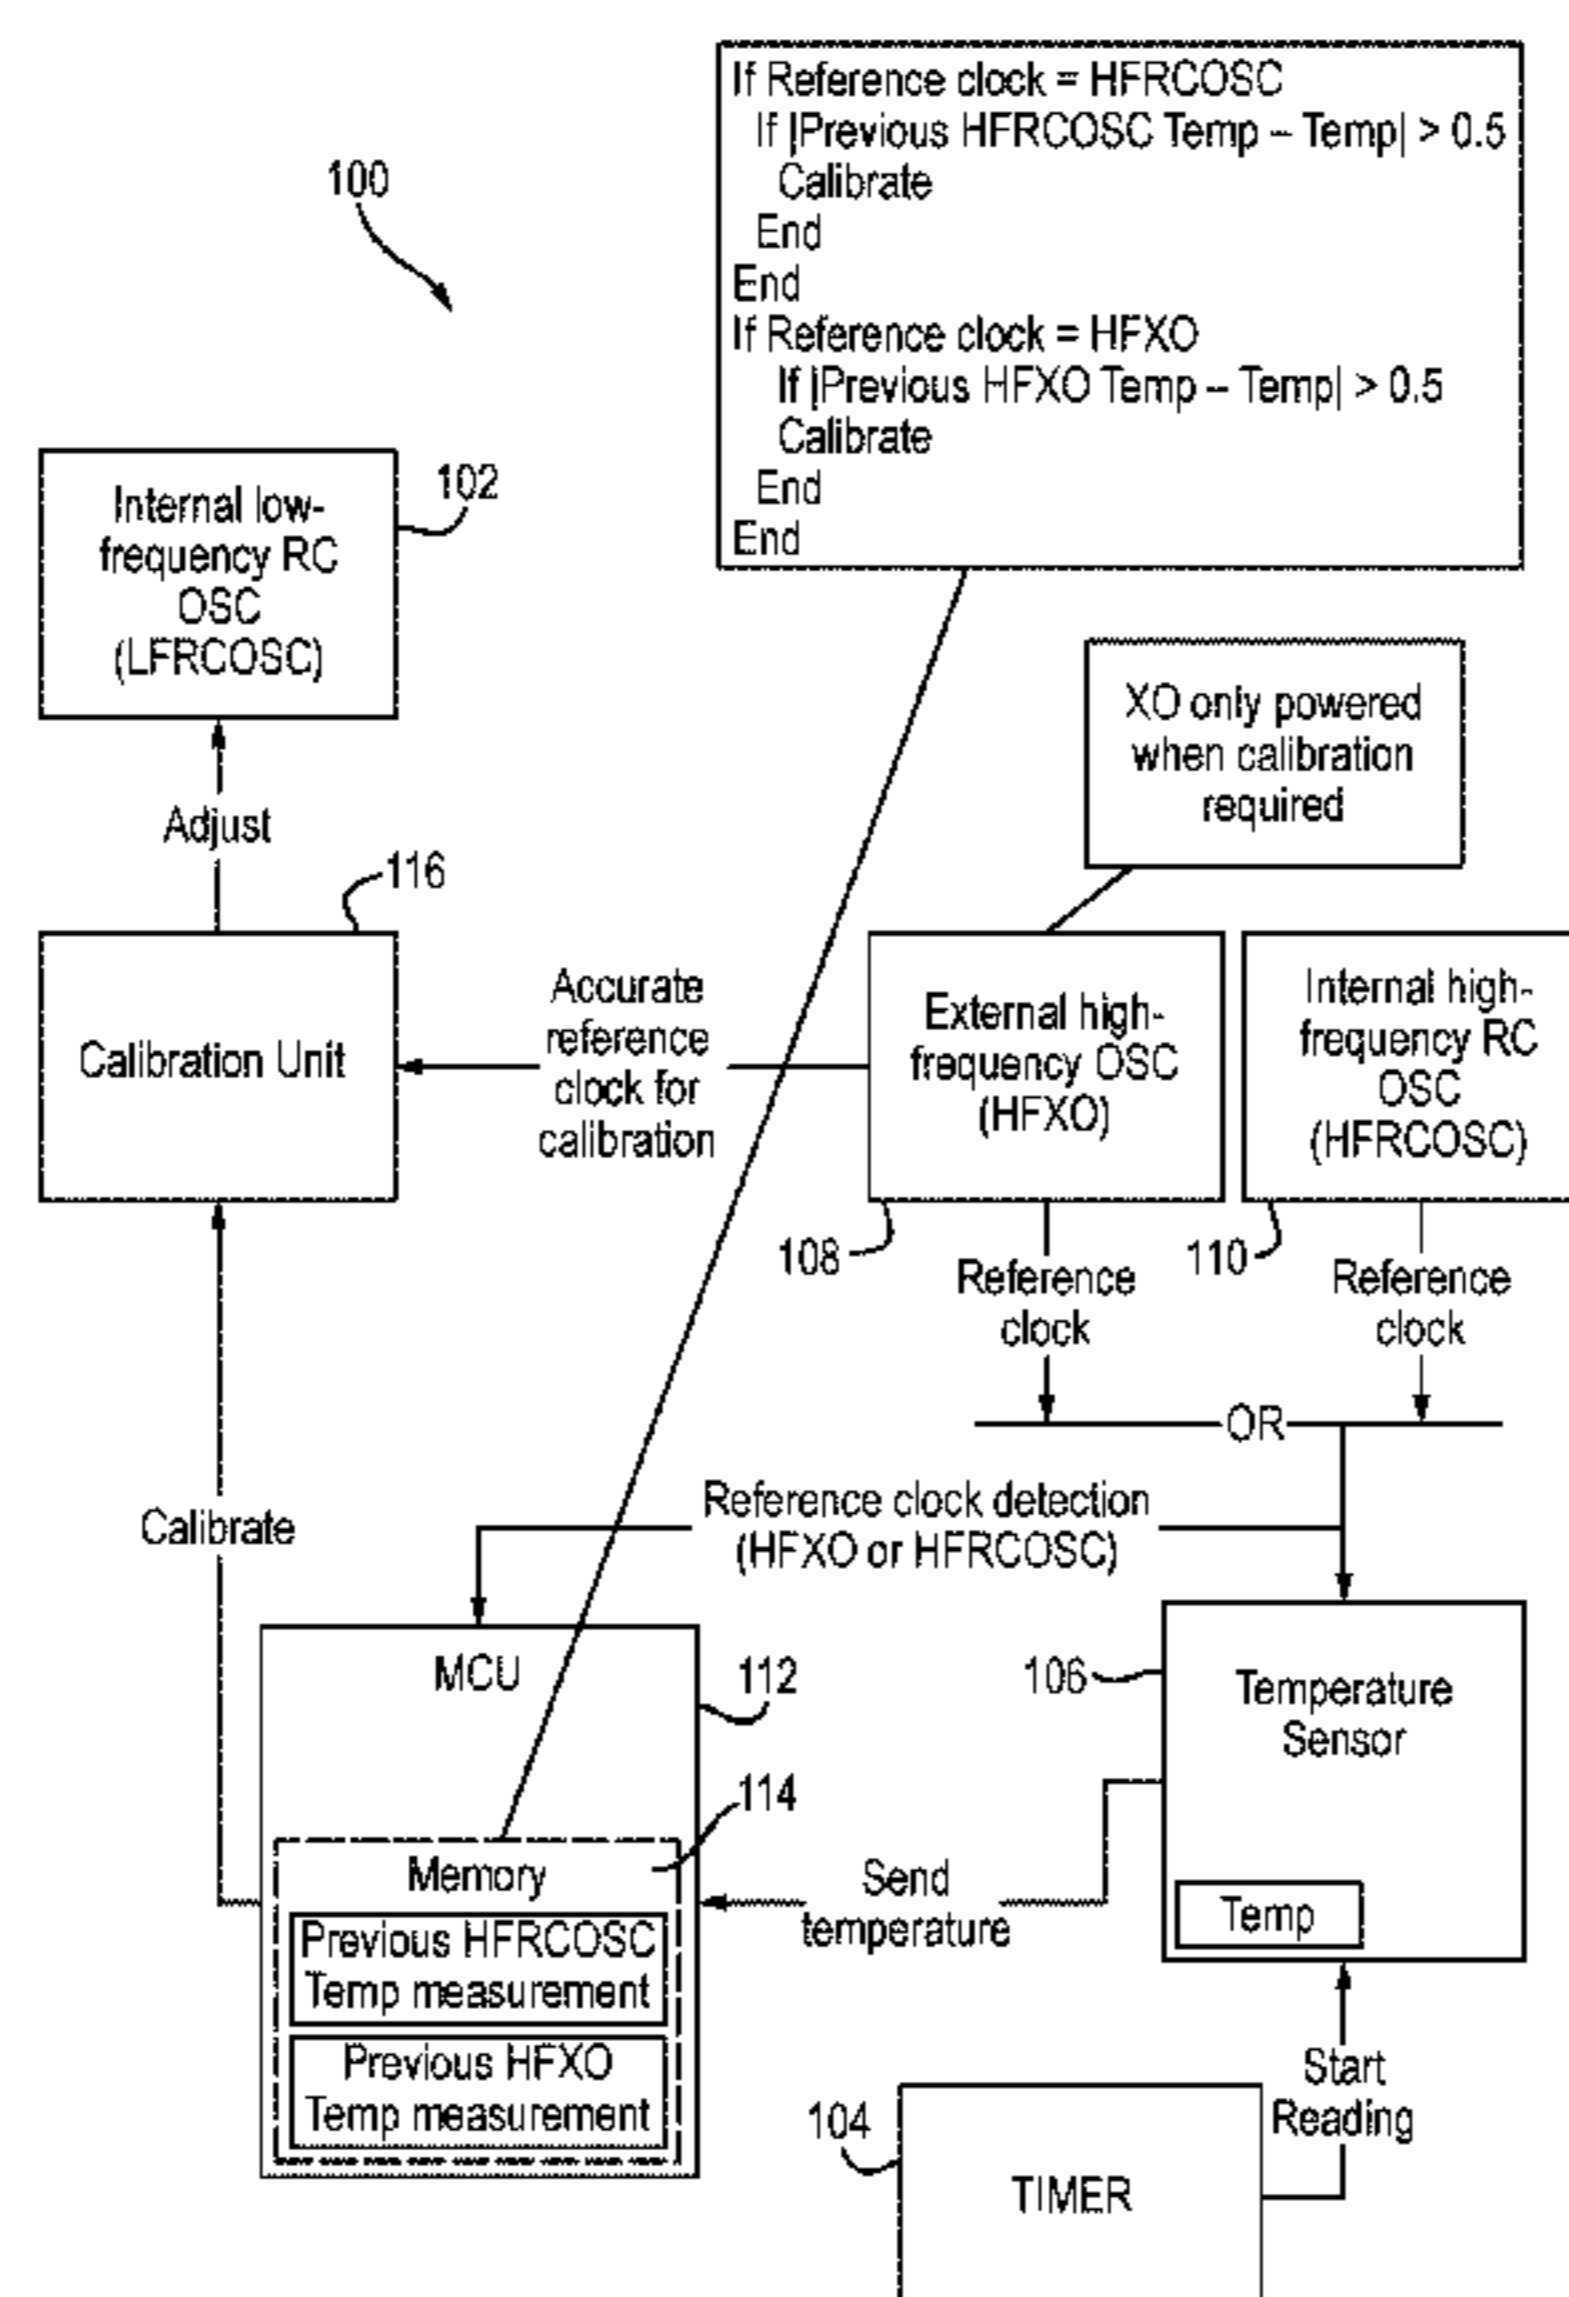 If Reference clock = HFRCOSC
If |Previous HFRCOSC Temp – Temp| > 0.5
Calibrate
End
End
If Reference clock = HFXO
If |Previous HFXO Temp – Temp| > 0.5
Calibrate
End
End
100
Internal low-
frequency RC
OSC
(LFRCOSC)
102
XO only powered
when calibration
required
Adjust
116
Calibration Unit
Accurate
reference
clock for
calibration
External high-
frequency OSC
(HFXO)
Internal high-
frequency RC
OSC
(HFRCOSC)
108
Reference
clock
110
Reference
clock
OR
Reference clock detection
(HFXO or HFRCOSC)
Calibrate
MCU
112
106
Temperature
Sensor
114
Memory
Send
temperature
Temp
Previous HFRCOSC
Temp measurement
Previous HFXO
Temp measurement
Start
Reading
104
TIMER